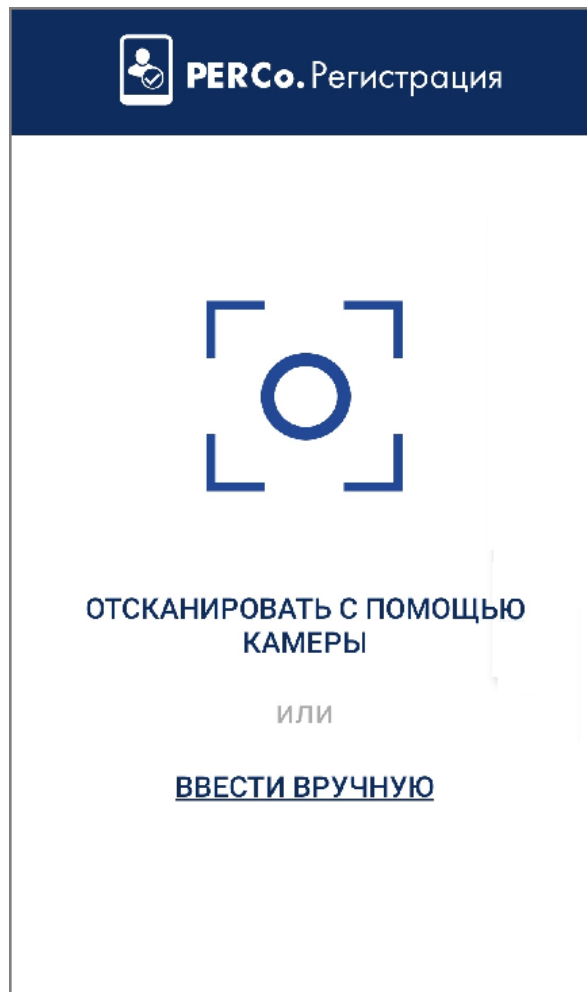 PERCo. Регистрация
ОТСКАНИРОВАТЬ С ПОМОЩЬЮ
КАМЕРЫ
или
ВВЕСТИ ВРУЧНУЮ